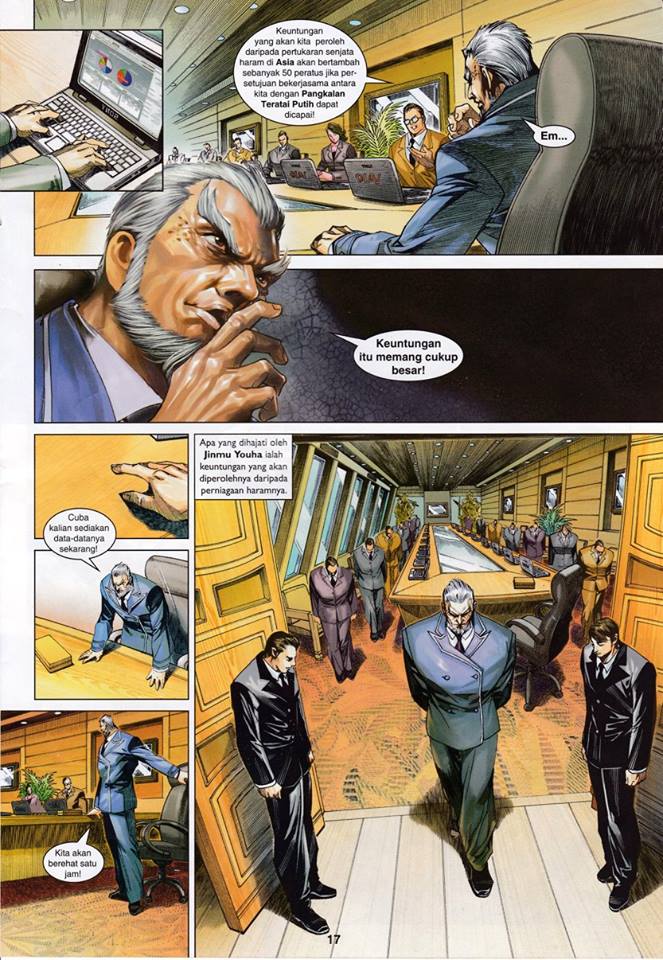 Keuntungan
yang akan kita peroleh
daripada pertukaran senjata
haram di Asia akan bertambah
sebanyak 50 peratus jika per-
setujuan bekerjasama antara
kita dengan Pangkalan
Teratai Putih dapat
dicapai!
Em...
Keuntungan
itu memang cukup
besar!
Cuba
kalian sediakan
data-datanya
sekarang!
Apa yang dihajati oleh
Jinmu Youha ialah
keuntungan yang akan
diperolehnya daripada
perniagaan haramnya.
Kita akan
berehat satu
jam!
17